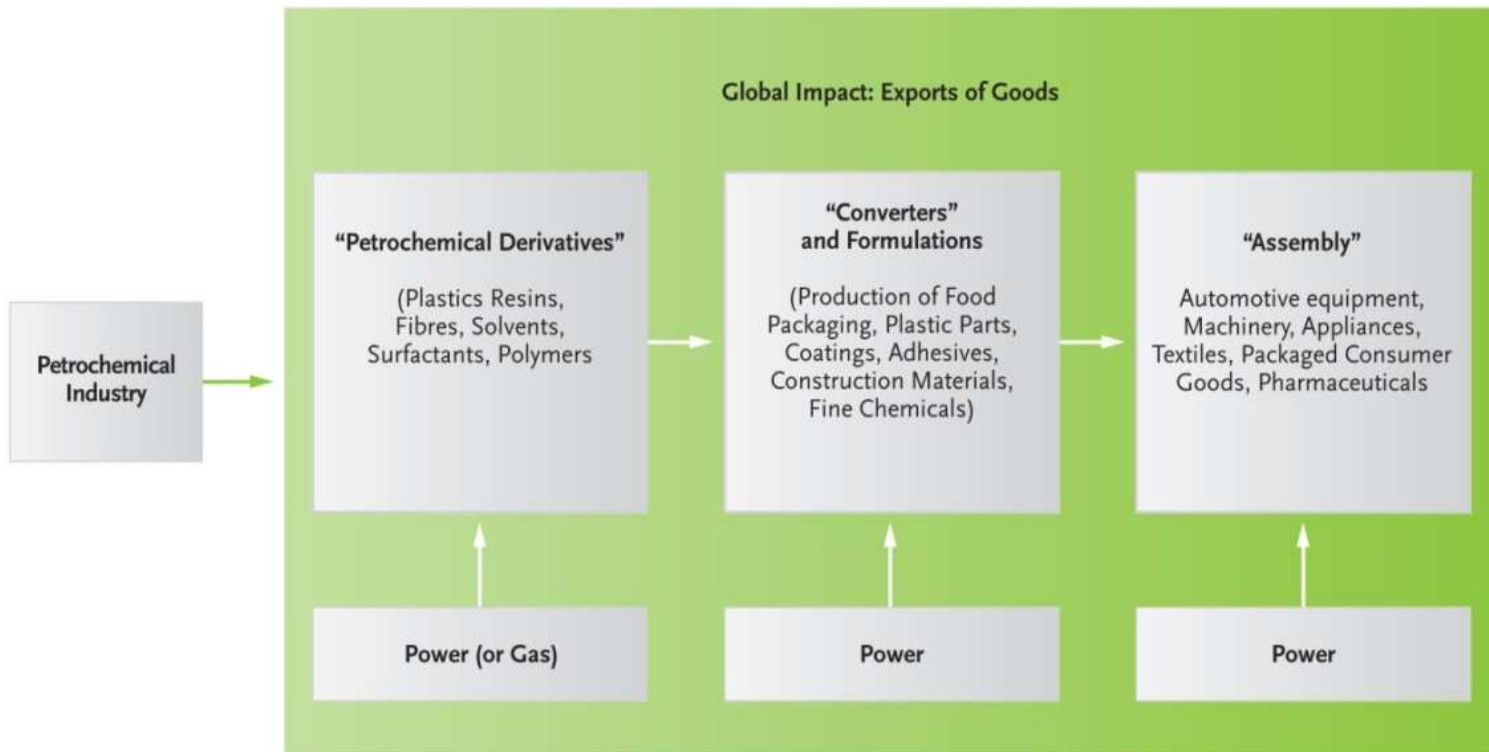 Global Impact: Exports of Goods
Petrochemical
Industry
“Petrochemical Derivatives”
(Plastics Resins,
Fibres, Solvents,
Surfactants, Polymers
“Converters”
and Formulations
(Production of Food
Packaging, Plastic Parts,
Coatings, Adhesives,
Construction Materials,
Fine Chemicals)
“Assembly”
Automotive equipment,
Machinery, Appliances,
Textiles, Packaged Consumer
Goods, Pharmaceuticals
Power (or Gas)
Power
Power